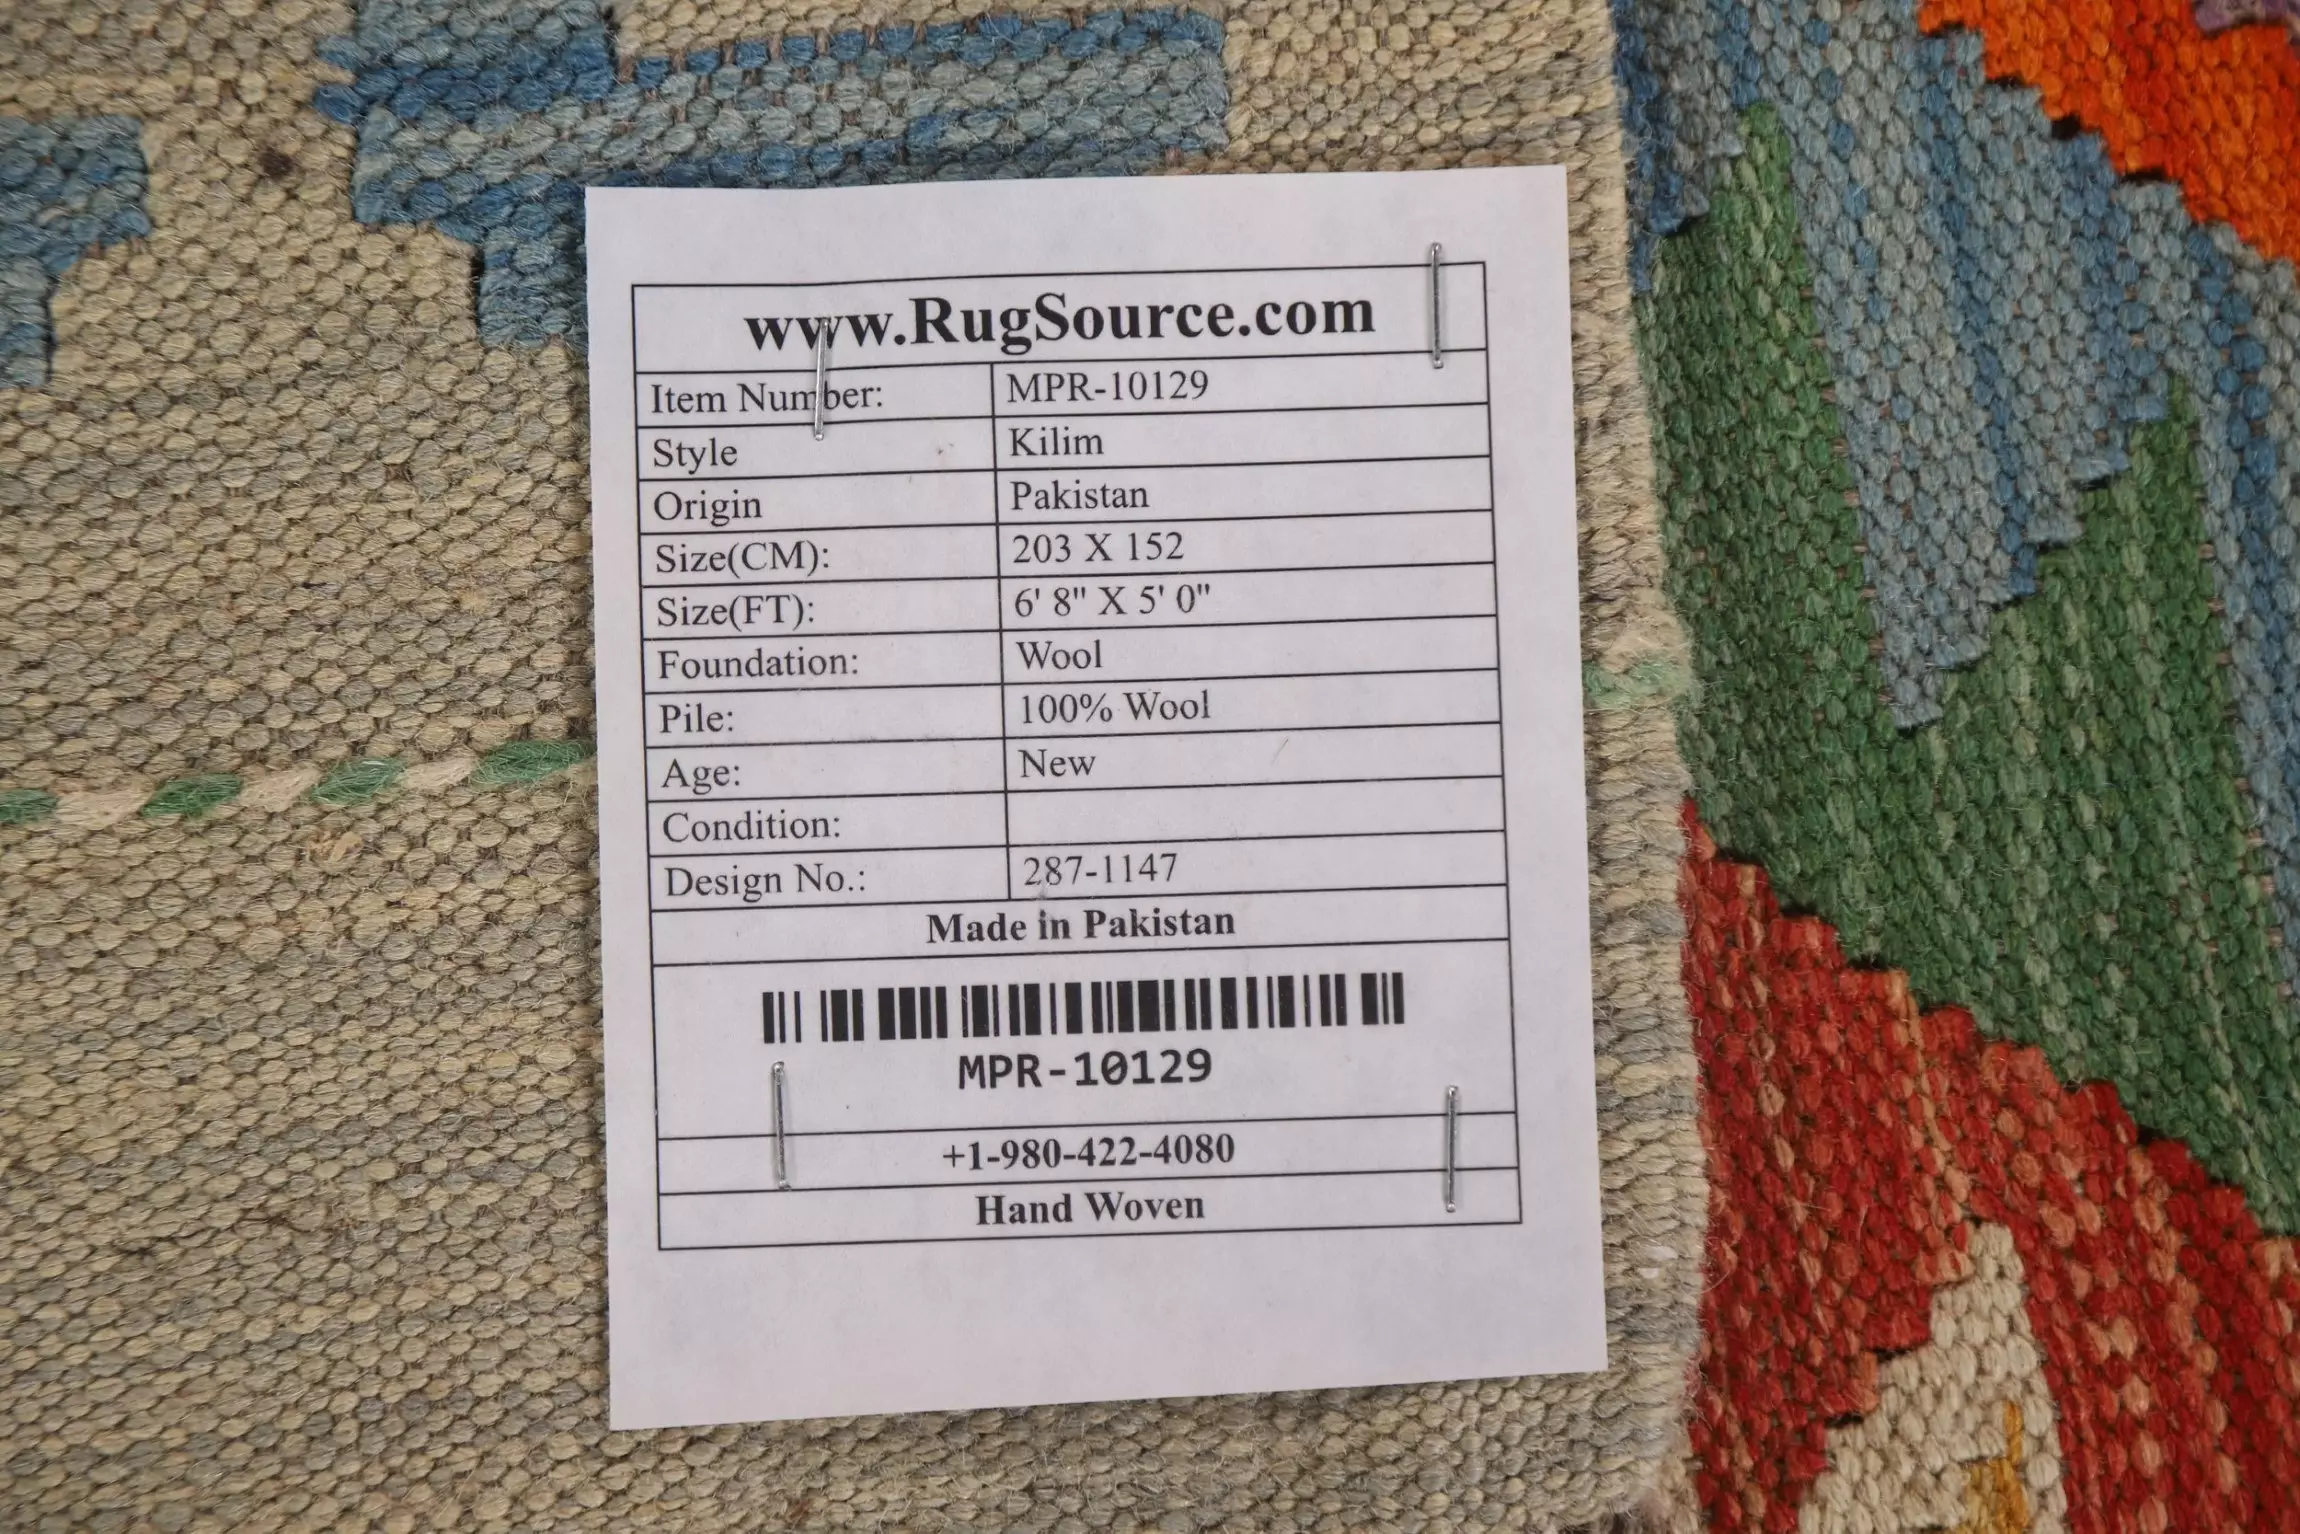 www.RugSource.com
Item Number: MPR-10129
Style Kilim
Origin Pakistan
Size(CM): 203 X 152
Size(FT): 6' 8" X 5' 0"
Foundation: Wool
Pile: 100% Wool
Age: New
Condition:
Design No.: 287-1147
Made in Pakistan
MPR-10129
+1-980-422-4080
Hand Woven